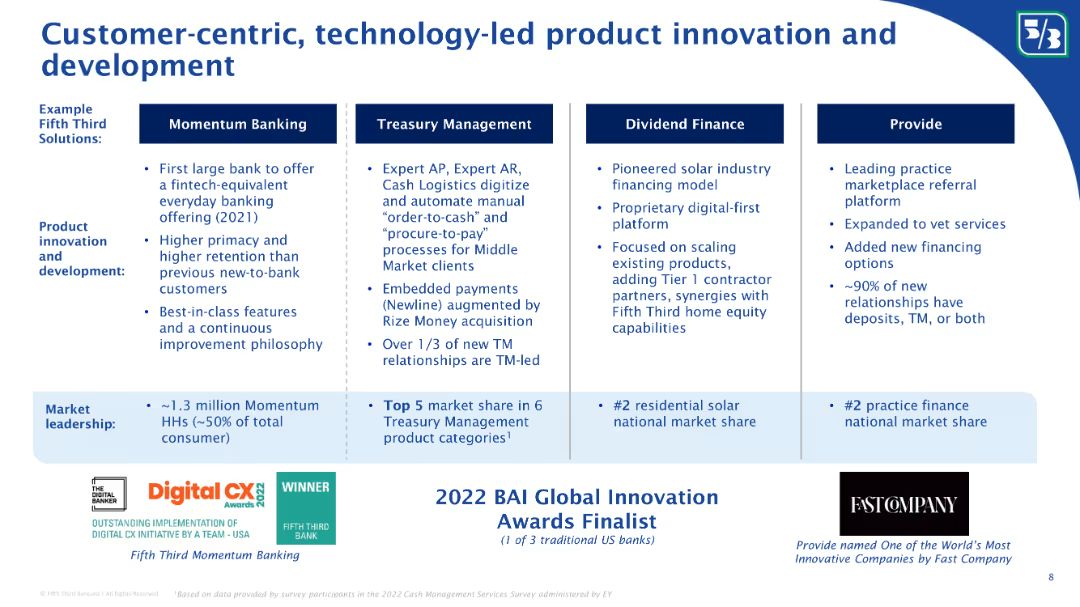 Customer-centric, technology-led product innovation and
development
5/3
Example
Fifth Third
Solutions:
Momentum Banking
Treasury Management
Dividend Finance
Provide
Product
innovation
and
development:
• First large bank to offer
a fintech-equivalent
everyday banking
offering (2021)
• Higher primacy and
higher retention than
previous new-to-bank
customers
• Best-in-class features
and a continuous
improvement philosophy
• Expert AP, Expert AR,
Cash Logistics digitize
and automate manual
“order-to-cash” and
“procure-to-pay”
processes for Middle
Market clients
• Embedded payments
(Newline) augmented by
Rize Money acquisition
• Over 1/3 of new TM
relationships are TM-led
• Pioneered solar industry
financing model
• Proprietary digital-first
platform
• Focused on scaling
existing products,
adding Tier 1 contractor
partners, synergies with
Fifth Third home equity
capabilities
• Leading practice
marketplace referral
platform
• Expanded to vet services
• Added new financing
options
• ~90% of new
relationships have
deposits, TM, or both
Market
leadership:
• ~1.3 million Momentum
HHs (~50% of total
consumer)
• Top 5 market share in 6
Treasury Management
product categories¹
• #2 residential solar
national market share
• #2 practice finance
national market share
THE
DIGITAL
BANKER
Digital CX
Awards 2022
OUTSTANDING IMPLEMENTATION OF
DIGITAL CX INITIATIVE BY A TEAM - USA
WINNER
FIFTH THIRD
BANK
Fifth Third Momentum Banking
2022 BAI Global Innovation
Awards Finalist
(1 of 3 traditional US banks)
FAST COMPANY
Provide named One of the World’s Most
Innovative Companies by Fast Company
8
© Fifth Third Bancorp | All Rights Reserved
¹Based on data provided by survey participants in the 2022 Cash Management Services Survey administered by EY